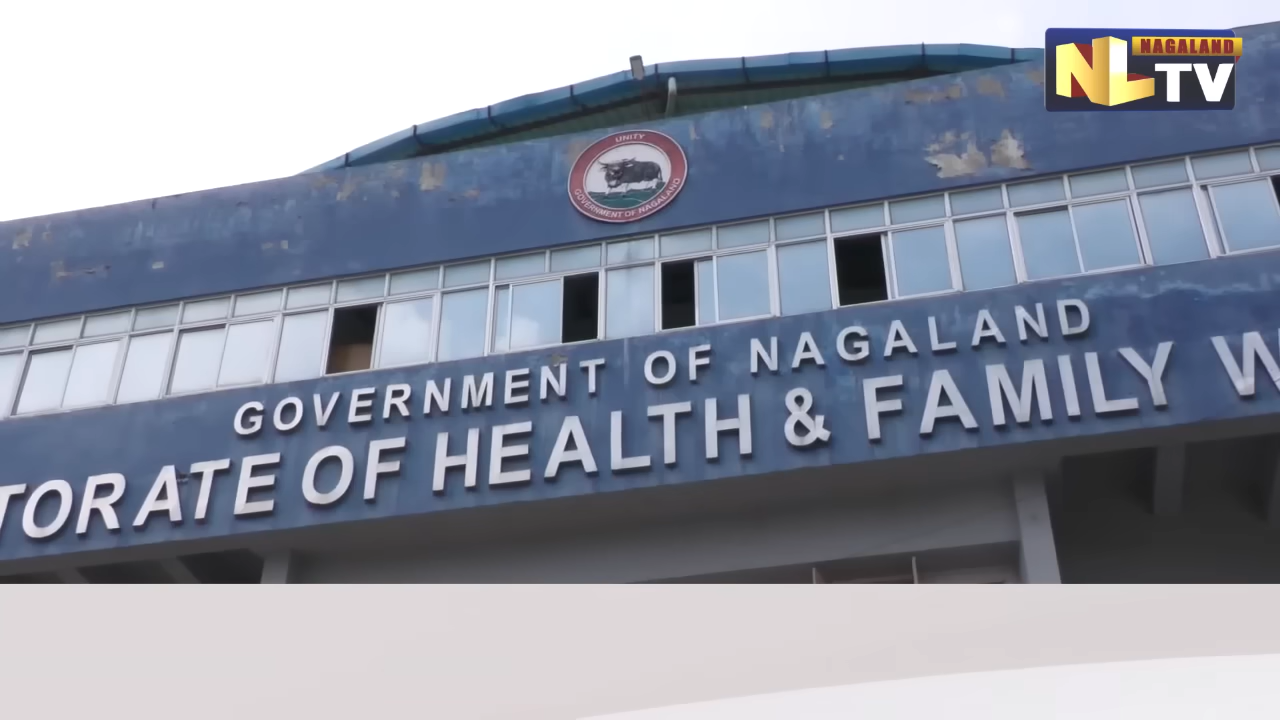 NAGALAND
NL TV
UNITY
GOVERNMENT OF NAGALAND
GOVERNMENT OF NAGALAND
TORATE OF HEALTH & FAMILY W